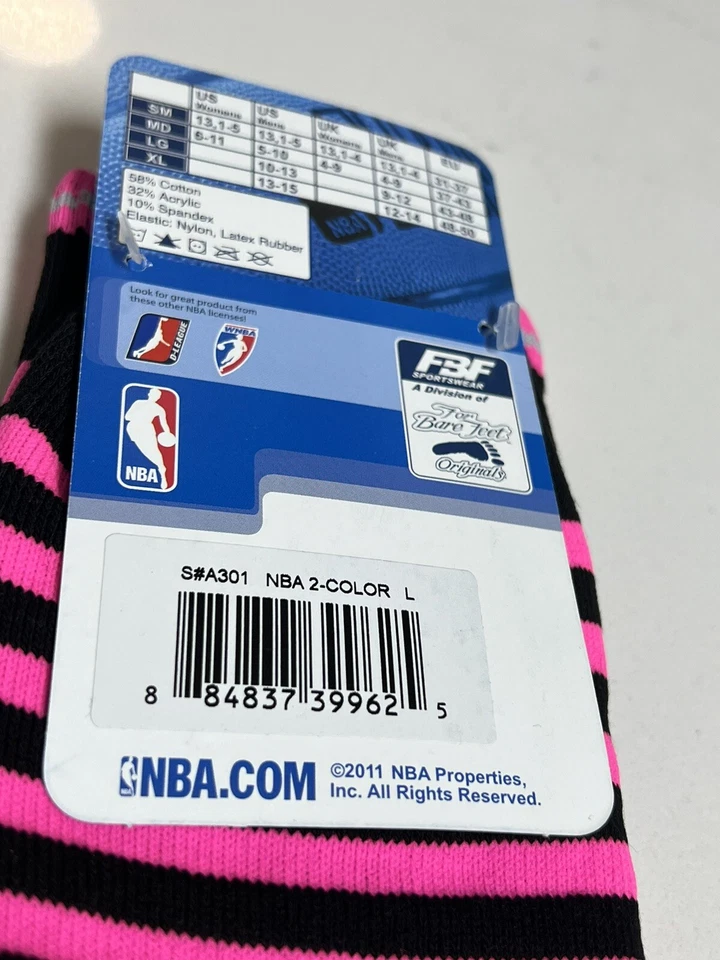 US US UK UK EU
Womens Mens Womens Mens
SM 13,1-5 13,1-5 13,1-4 13,1-4 31-37
MD 6-11 5-10 4-9 4-9 37-43
LG 10-13 9-12 43-48
XL 13-15 12-14 48-50
58% Cotton
32% Acrylic
10% Spandex
Elastic: Nylon, Latex Rubber
NBA
Look for great product from
these other NBA licenses!
D-LEAGUE
WNBA
NBA
FBF
SPORTSWEAR
A Division of
For
Bare Feet
Originals
S#A301 NBA 2-COLOR L
8 84837 39962 5
NBA.COM
©2011 NBA Properties,
Inc. All Rights Reserved.